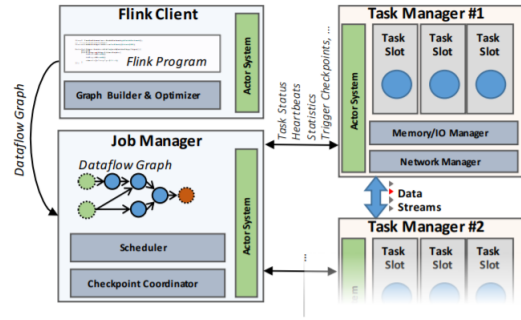 Flink Client
Flink Program
Graph Builder & Optimizer
Actor System
Dataflow Graph
Job Manager
Dataflow Graph
Scheduler
Checkpoint Coordinator
Actor System
Task Status
Heartbeats
Statistics
Trigger Checkpoints, ...
...
Task Manager #1
Actor System
Task
Slot
Task
Slot
Task
Slot
Memory/IO Manager
Network Manager
Data
Streams
Task Manager #2
Task
Slot
Task
Slot
Task
Slot